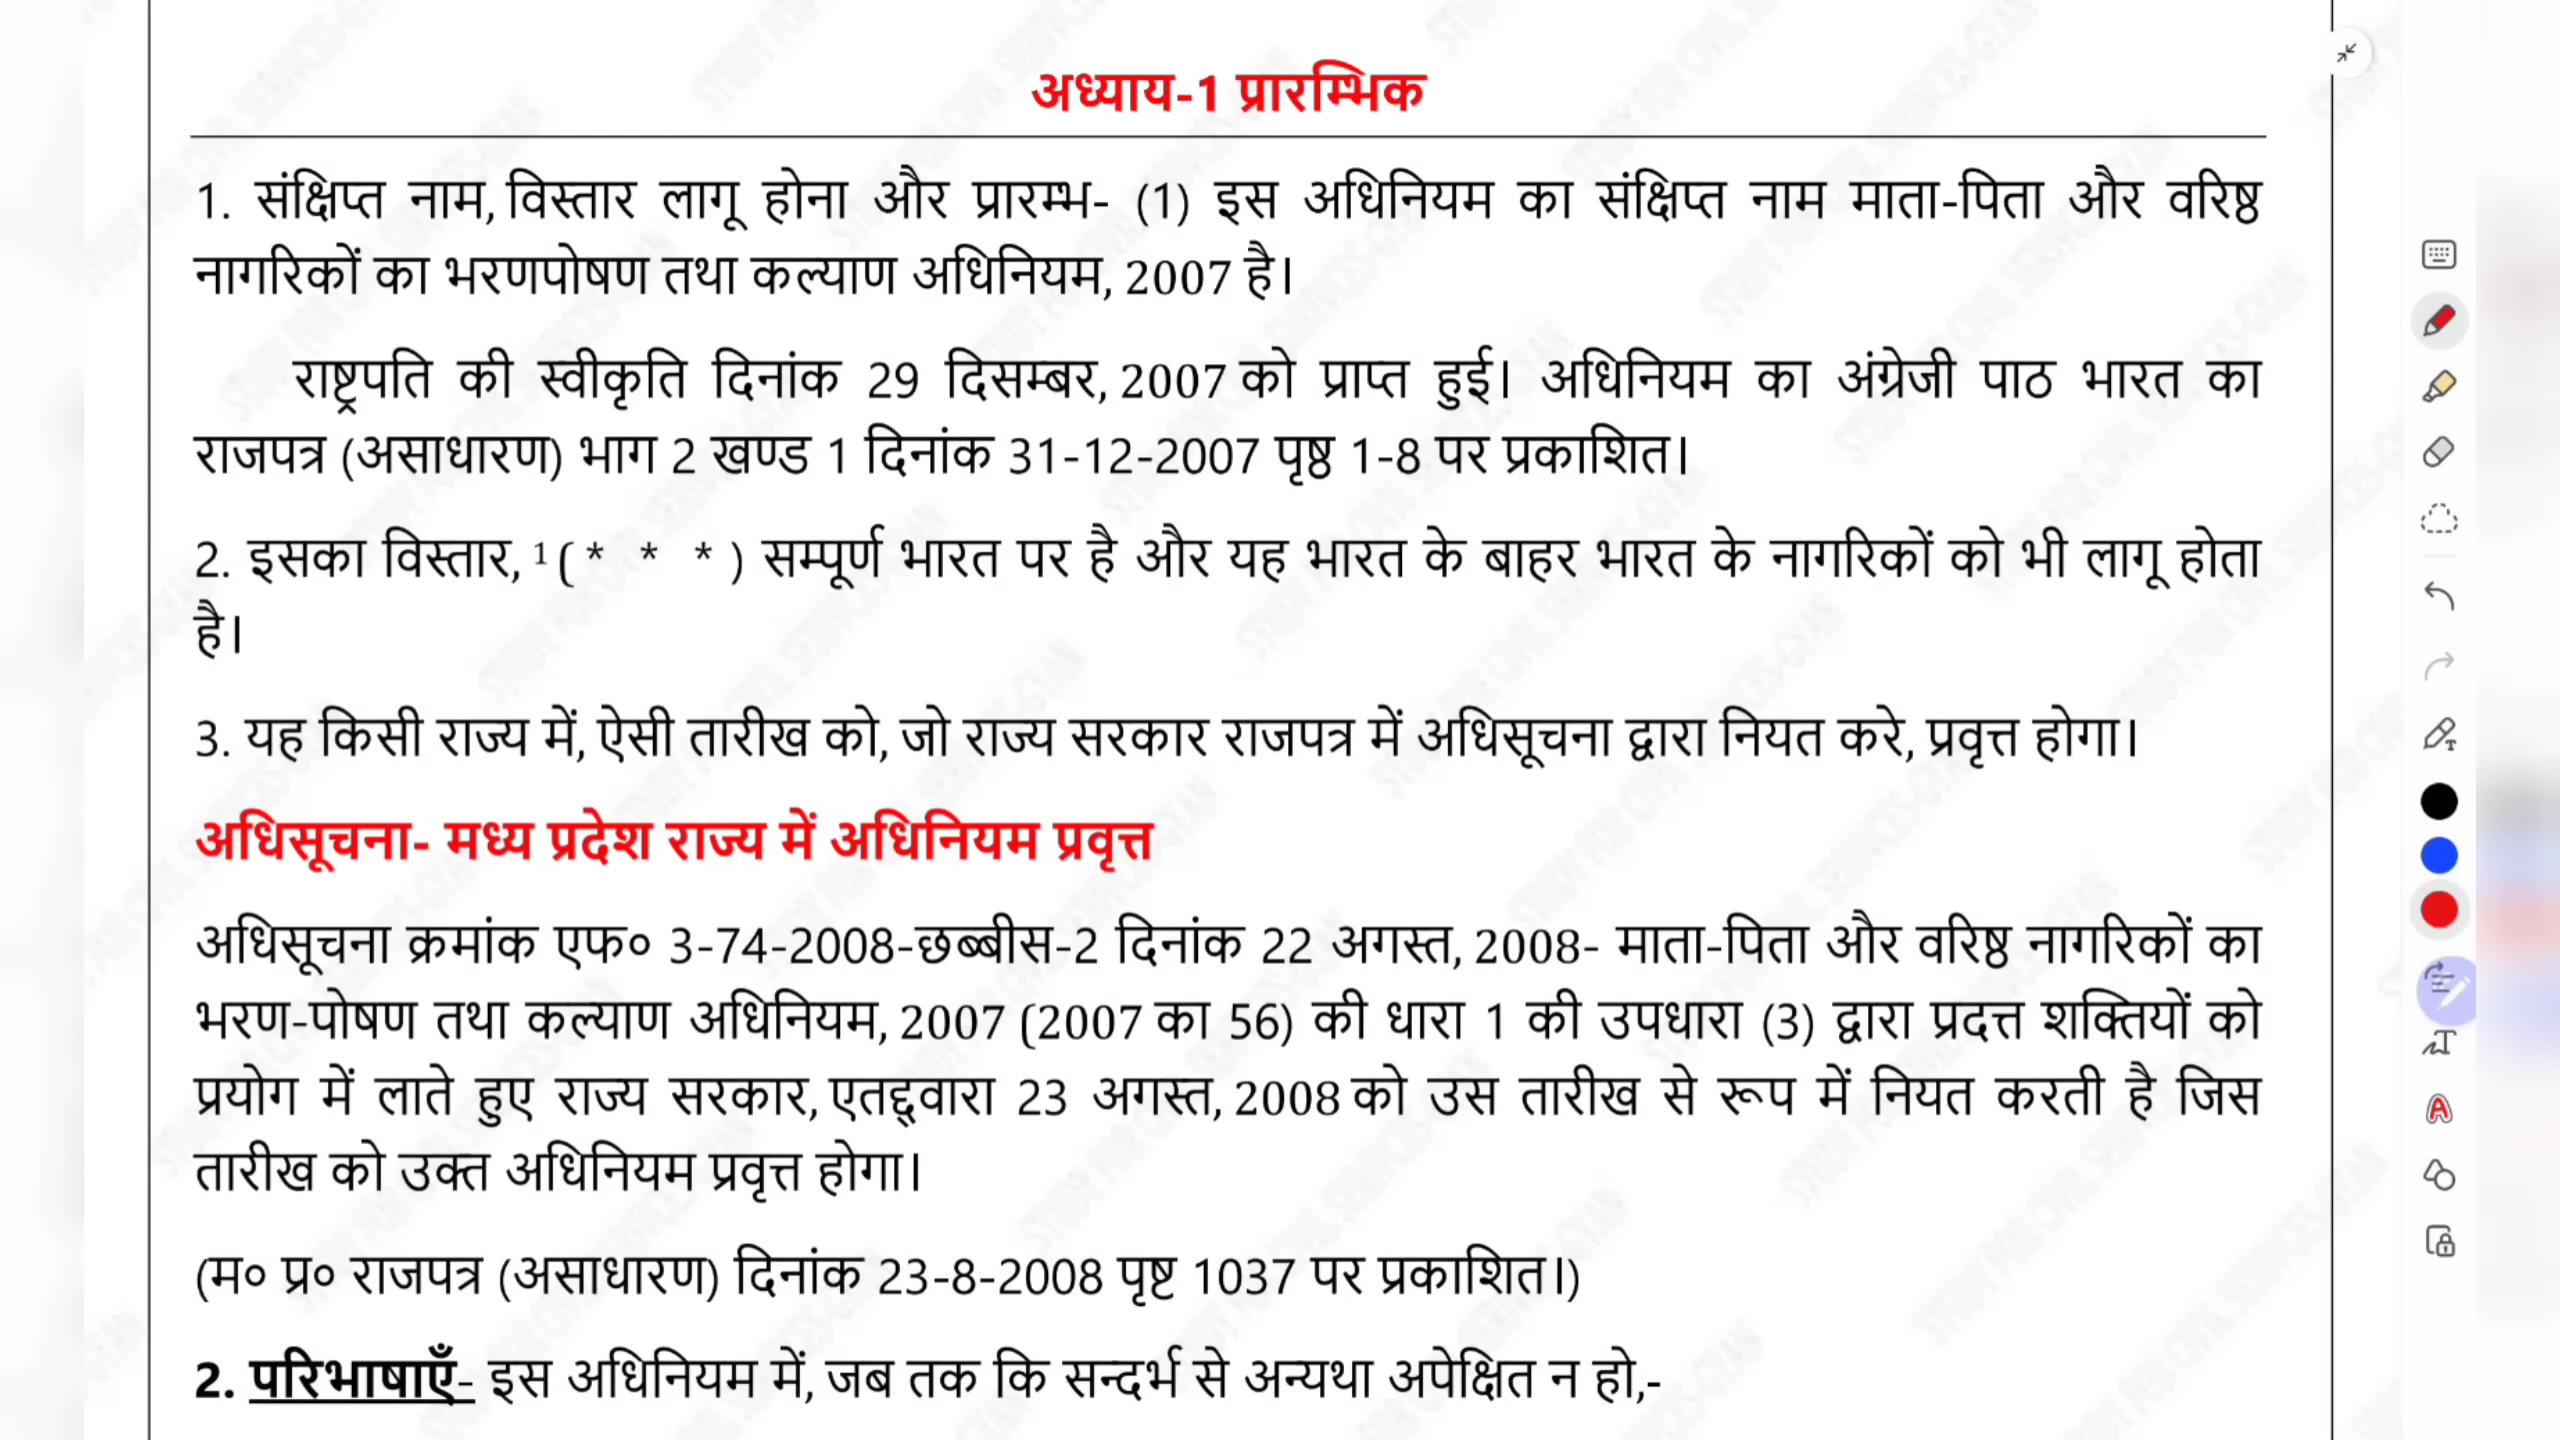 अध्याय-1 प्रारम्भिक
1. संक्षिप्त नाम, विस्तार लागू होना और प्रारम्भ- (1) इस अधिनियम का संक्षिप्त नाम माता-पिता और वरिष्ठ
नागरिकों का भरणपोषण तथा कल्याण अधिनियम, 2007 है।
राष्ट्रपति की स्वीकृति दिनांक 29 दिसम्बर, 2007 को प्राप्त हुई। अधिनियम का अंग्रेजी पाठ भारत का
राजपत्र (असाधारण) भाग 2 खण्ड 1 दिनांक 31-12-2007 पृष्ठ 1-8 पर प्रकाशित।
2. इसका विस्तार, ¹(* * *) सम्पूर्ण भारत पर है और यह भारत के बाहर भारत के नागरिकों को भी लागू होता
है।
3. यह किसी राज्य में, ऐसी तारीख को, जो राज्य सरकार राजपत्र में अधिसूचना द्वारा नियत करे, प्रवृत्त होगा।
अधिसूचना- मध्य प्रदेश राज्य में अधिनियम प्रवृत्त
अधिसूचना क्रमांक एफ० 3-74-2008-छब्बीस-2 दिनांक 22 अगस्त, 2008- माता-पिता और वरिष्ठ नागरिकों का
भरण-पोषण तथा कल्याण अधिनियम, 2007 (2007 का 56) की धारा 1 की उपधारा (3) द्वारा प्रदत्त शक्तियों को
प्रयोग में लाते हुए राज्य सरकार, एतद्द्वारा 23 अगस्त, 2008 को उस तारीख से रूप में नियत करती है जिस
तारीख को उक्त अधिनियम प्रवृत्त होगा।
(म० प्र० राजपत्र (असाधारण) दिनांक 23-8-2008 पृष्ट 1037 पर प्रकाशित।)
2. परिभाषाएँ- इस अधिनियम में, जब तक कि सन्दर्भ से अन्यथा अपेक्षित न हो,-
STUDY FOR CIVIL SERVICES-GYAN